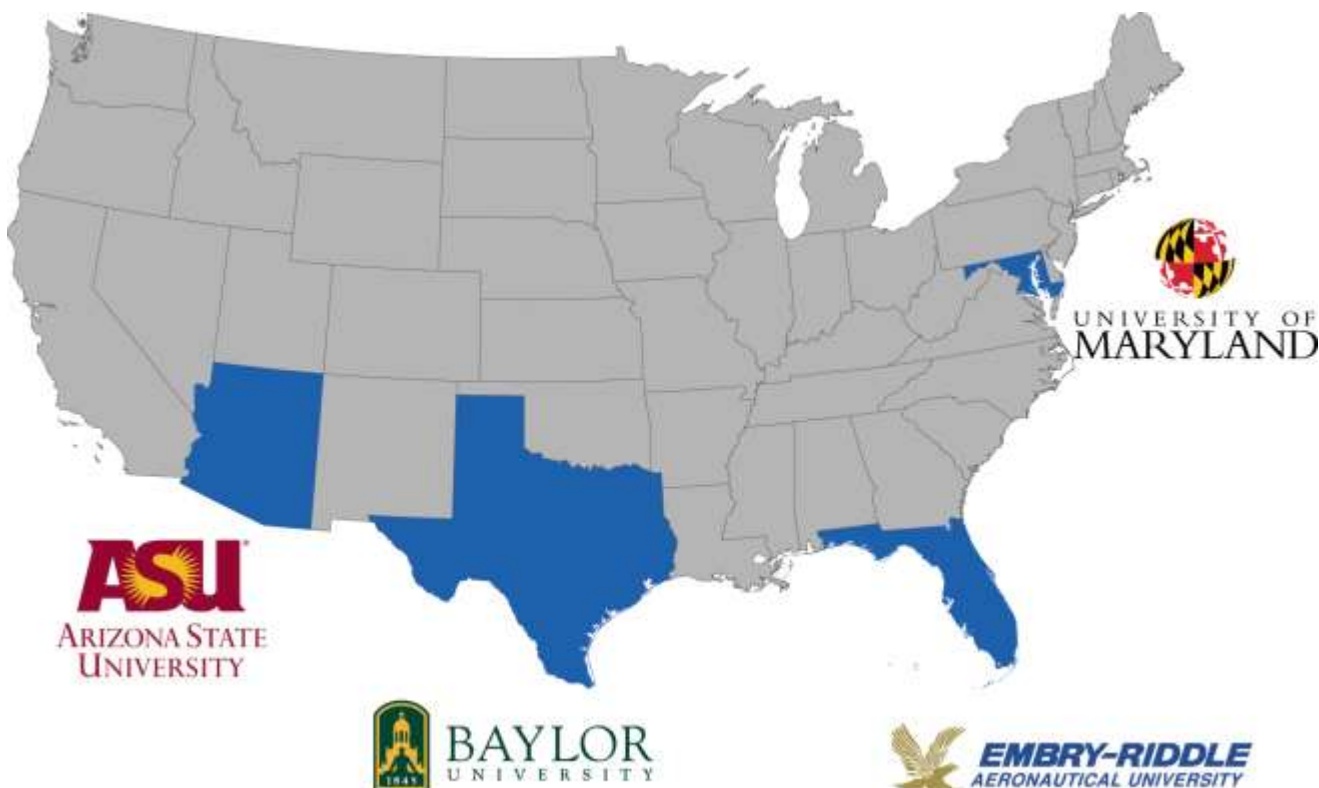 UNIVERSITY OF
MARYLAND
ASU
ARIZONA STATE
UNIVERSITY
1845
BAYLOR
UNIVERSITY
EMBRY-RIDDLE
AERONAUTICAL UNIVERSITY